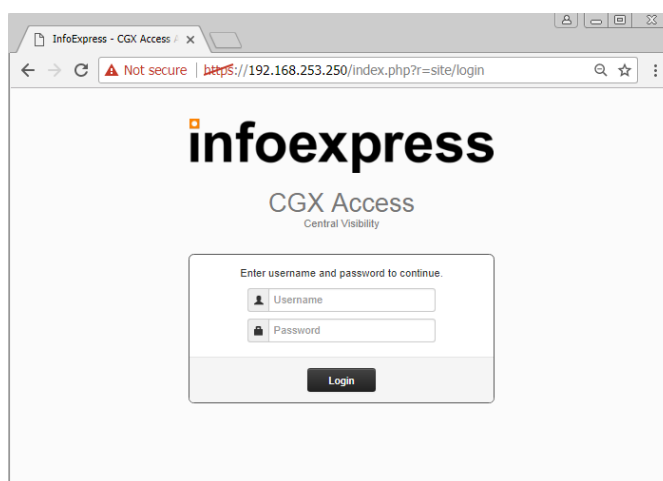 InfoExpress - CGX Access
Not secure | https://192.168.253.250/index.php?r=site/login
infoexpress
CGX Access
Central Visibility
Enter username and password to continue.
Username
Password
Login